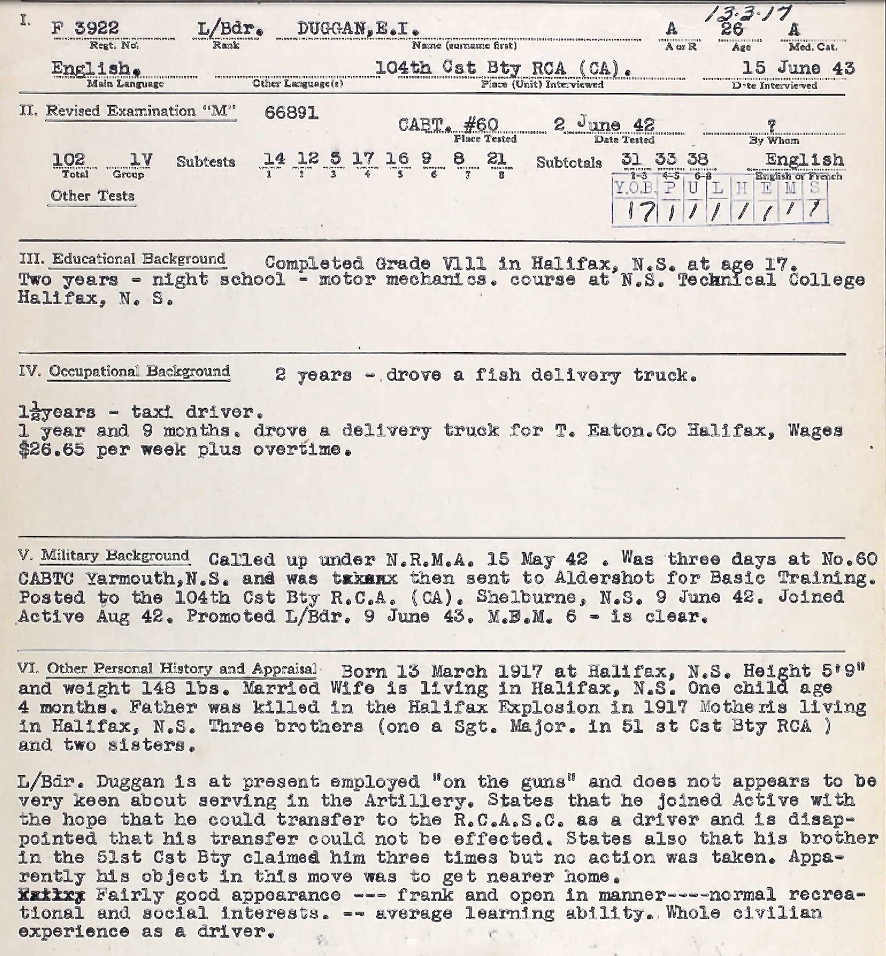 13-3-17
I. F 3922 L/Bdr. DUGGAN,E.I. A 26 A
Regt. No. Rank Name (surname first) A or R Age Med. Cat.
English. 104th Cst Bty RCA (CA). 15 June 43
Main Language Other Language(s) Place (Unit) Interviewed Date Interviewed
II. Revised Examination "M" 66891
CABT. #60 2 June 42 ?
Place Tested Date Tested By Whom
102 1V Subtests 14 12 5 17 16 9 8 21 Subtotals 31 33 38 English
Total Group 1 2 3 4 5 6 7 8 1-3 4-5 6-8 English or French
Other Tests Y.O.B. P U L H E M S
17 1 1 1 1 1 1 1
III. Educational Background Completed Grade V111 in Halifax, N.S. at age 17.
Two years - night school - motor mechanics. course at N.S. Technical College
Halifax, N. S.
IV. Occupational Background 2 years - drove a fish delivery truck.
1½years - taxi driver.
1 year and 9 months. drove a delivery truck for T. Eaton.Co Halifax, Wages
$26.65 per week plus overtime.
V. Military Background Called up under N.R.M.A. 15 May 42 . Was three days at No.60
CABTC Yarmouth,N.S. and was then sent to Aldershot for Basic Training.
Posted to the 104th Cst Bty R.C.A. (CA). Shelburne, N.S. 9 June 42. Joined
Active Aug 42. Promoted L/Bdr. 9 June 43. M.B.M. 6 - is clear.
VI. Other Personal History and Appraisal Born 13 March 1917 at Halifax, N.S. Height 5'9"
and weight 148 lbs. Married Wife is living in Halifax, N.S. One child age
4 months. Father was killed in the Halifax Explosion in 1917 Motheris living
in Halifax, N.S. Three brothers (one a Sgt. Major. in 51 st Cst Bty RCA )
and two sisters.
L/Bdr. Duggan is at present employed "on the guns" and does not appears to be
very keen about serving in the Artillery. States that he joined Active with
the hope that he could transfer to the R.C.A.S.C. as a driver and is disap-
pointed that his transfer could not be effected. States also that his brother
in the 51st Cst Bty claimed him three times but no action was taken. Appa-
rently his object in this move was to get nearer home.
Fairly good appearance --- frank and open in manner----normal recrea-
tional and social interests. -- average learning ability. Whole civilian
experience as a driver.